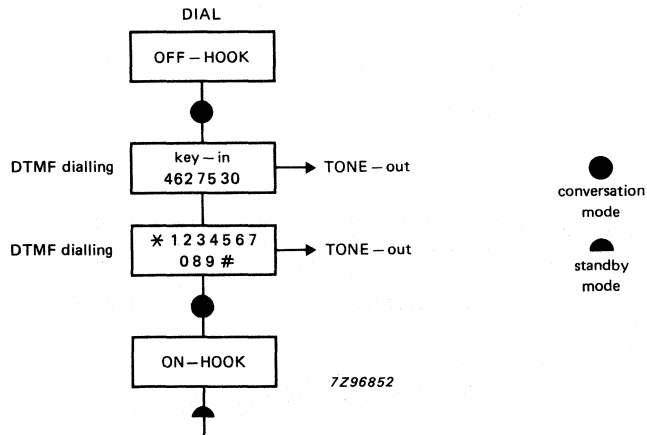 DIAL
OFF—HOOK
DTMF dialling
key—in
462 75 30
TONE—out
conversation
mode
DTMF dialling
* 1 2 3 4 5 6 7
0 8 9 #
TONE—out
standby
mode
ON—HOOK
7Z96852